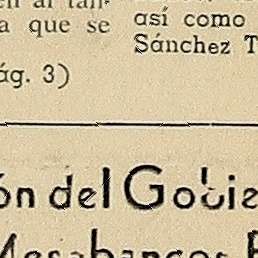 a que se
ág. 3)
así como
Sánchez T
ón del Gobie